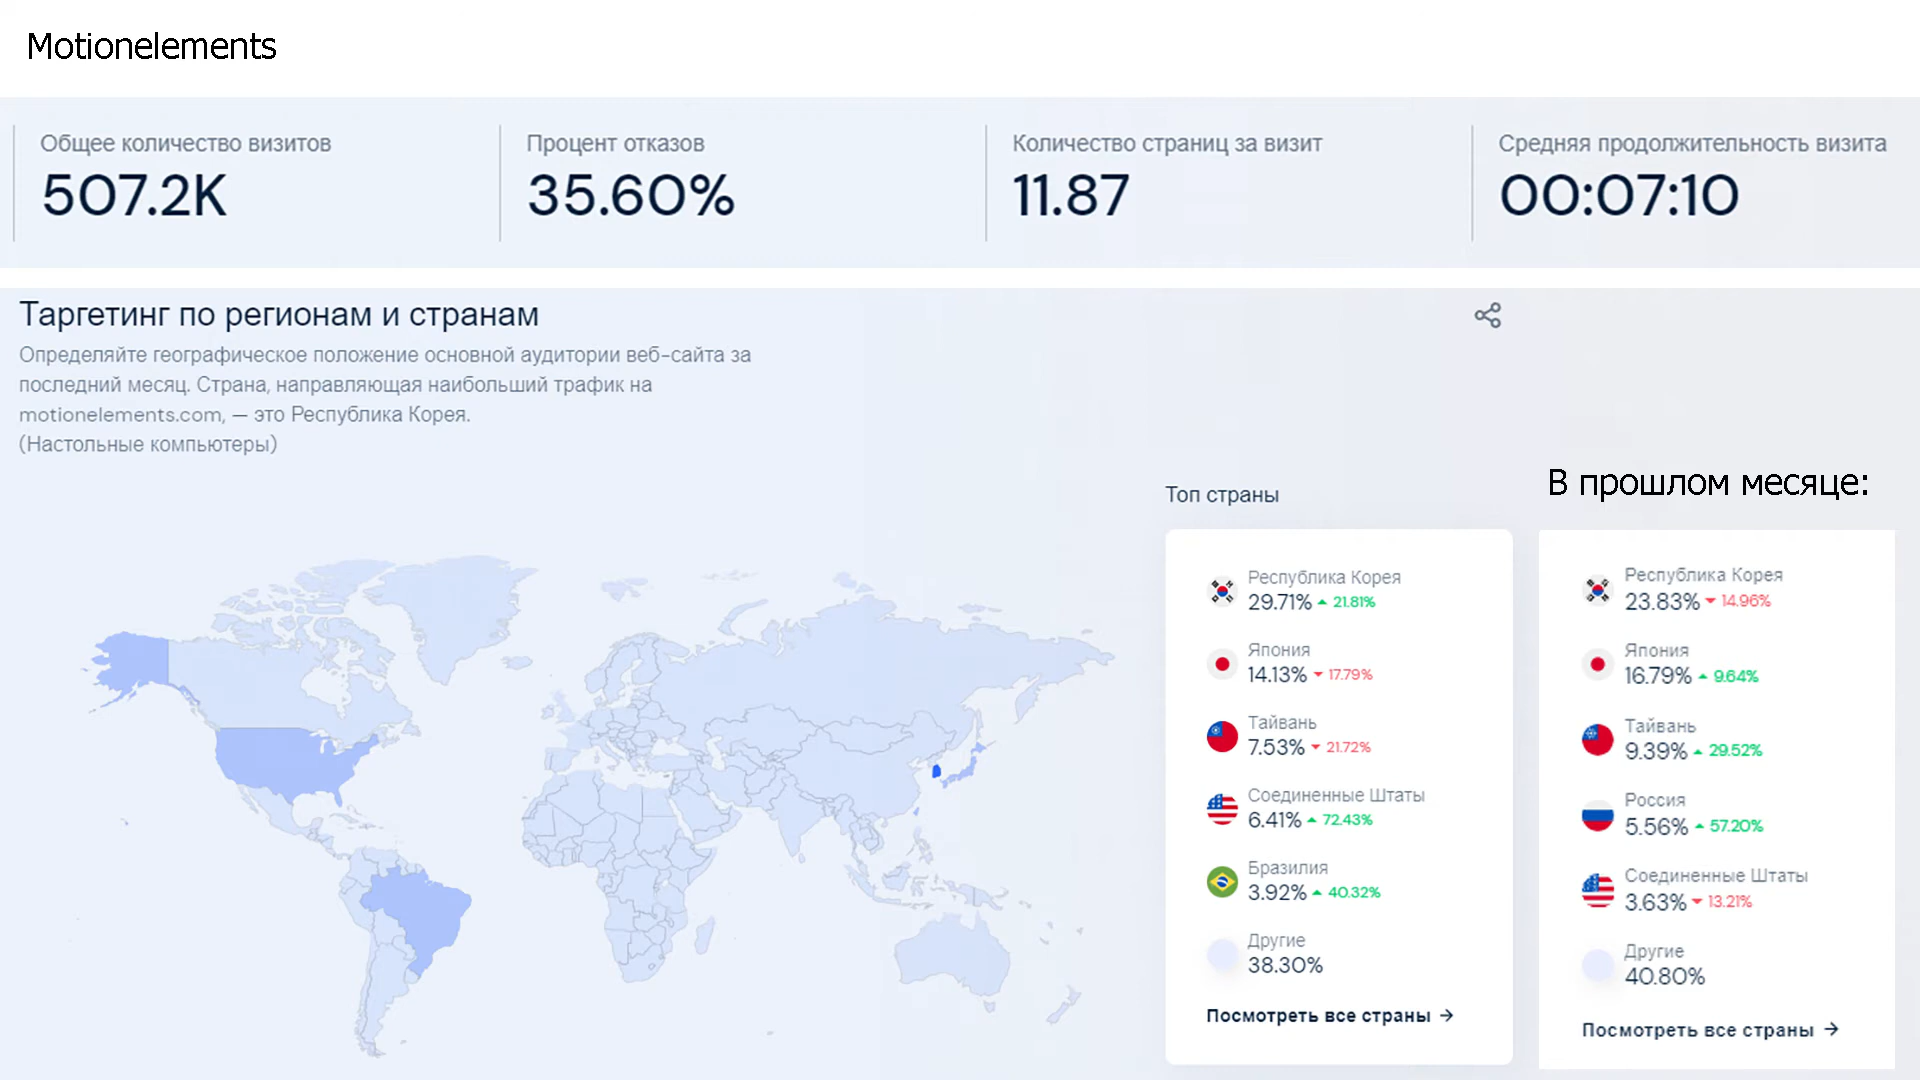 Motionelements
Общее количество визитов
507.2K
Процент отказов
35.60%
Количество страниц за визит
11.87
Средняя продолжительность визита
00:07:10
Таргетинг по регионам и странам
Определяйте географическое положение основной аудитории веб-сайта за
последний месяц. Страна, направляющая наибольший трафик на
motionelements.com, — это Республика Корея.
(Настольные компьютеры)
Топ страны
Республика Корея
29.71% 21.81%
Япония
14.13% 17.79%
Тайвань
7.53% 21.72%
Соединенные Штаты
6.41% 72.43%
Бразилия
3.92% 40.32%
Другие
38.30%
Посмотреть все страны →
В прошлом месяце:
Республика Корея
23.83% 14.96%
Япония
16.79% 9.64%
Тайвань
9.39% 29.52%
Россия
5.56% 57.20%
Соединенные Штаты
3.63% 13.21%
Другие
40.80%
Посмотреть все страны →